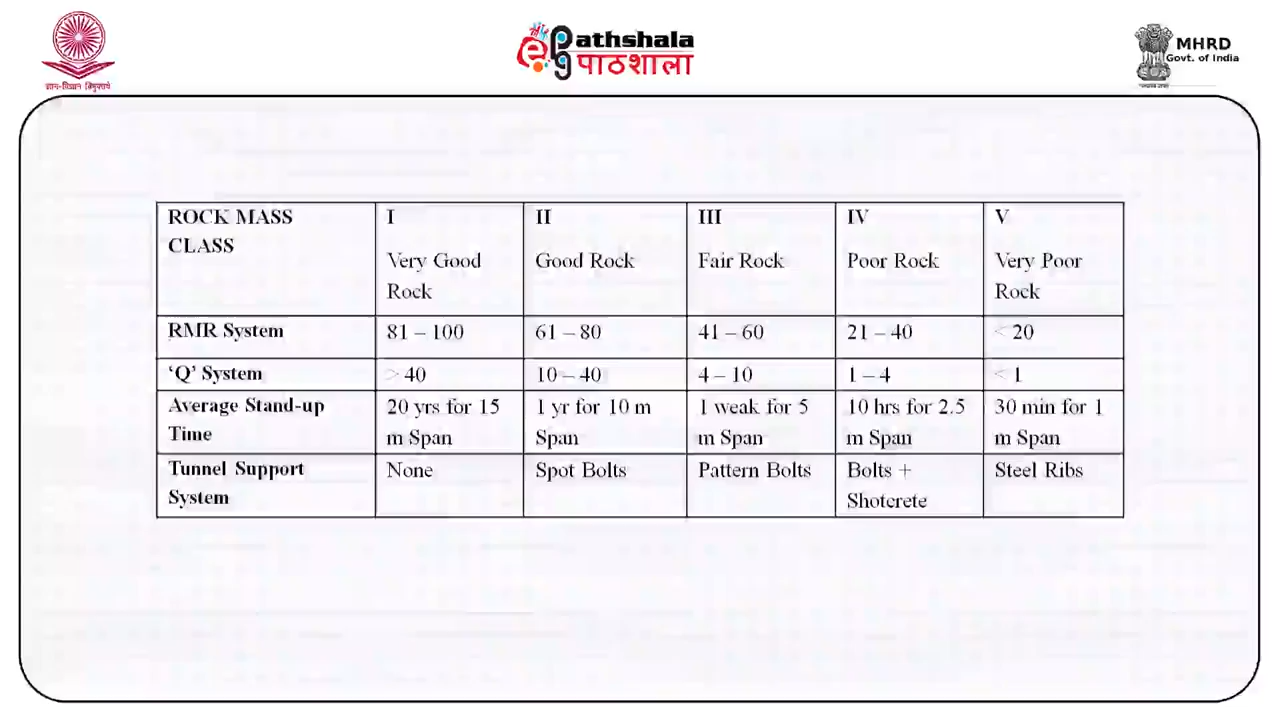 ज्ञान-विज्ञान विमुक्तये
ePathshala
पाठशाला
MHRD
Govt. of India
ROCK MASS CLASS | I Very Good Rock | II Good Rock | III Fair Rock | IV Poor Rock | V Very Poor Rock
RMR System | 81 – 100 | 61 – 80 | 41 – 60 | 21 – 40 | < 20
‘Q’ System | > 40 | 10 – 40 | 4 – 10 | 1 – 4 | < 1
Average Stand-up Time | 20 yrs for 15 m Span | 1 yr for 10 m Span | 1 weak for 5 m Span | 10 hrs for 2.5 m Span | 30 min for 1 m Span
Tunnel Support System | None | Spot Bolts | Pattern Bolts | Bolts + Shotcrete | Steel Ribs